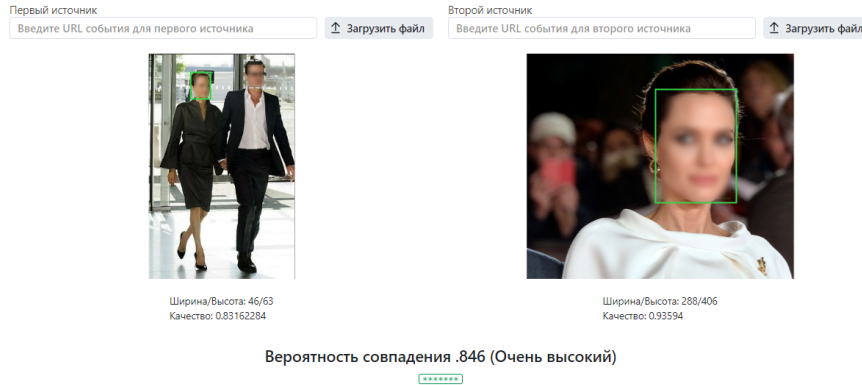 Первый источник
Введите URL события для первого источника
Загрузить файл
Второй источник
Введите URL события для второго источника
Загрузить файл
Ширина/Высота: 46/63
Качество: 0.83162284
Ширина/Высота: 288/406
Качество: 0.93594
Вероятность совпадения .846 (Очень высокий)
*******